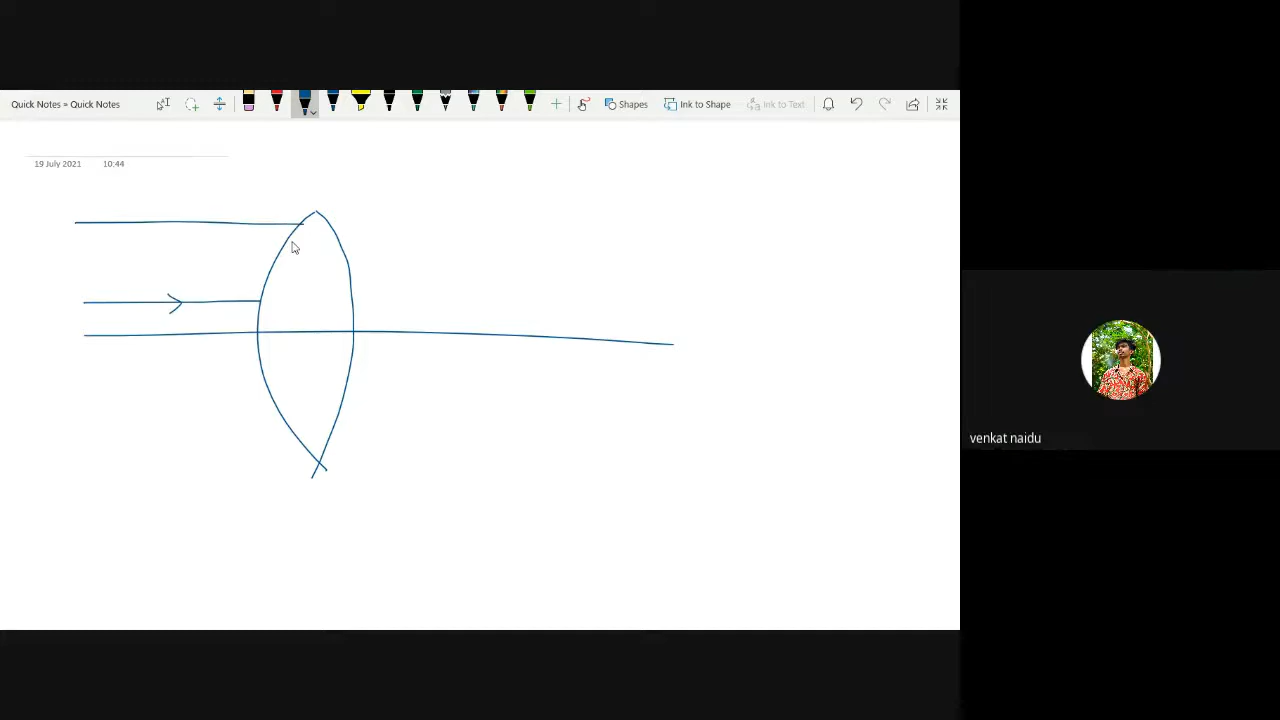 Quick Notes » Quick Notes
Shapes
Ink to Shape
Ink to Text
19 July 2021 10:44
venkat naidu